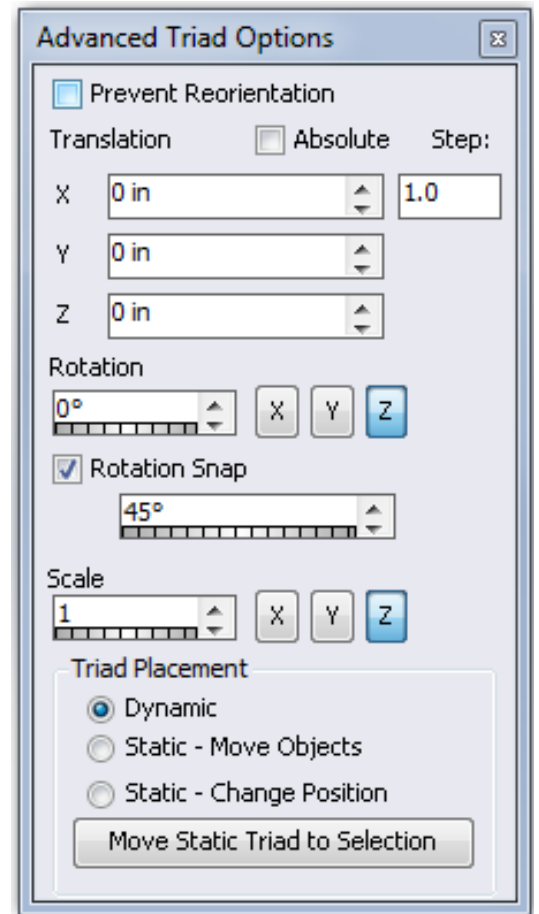 Advanced Triad Options
Prevent Reorientation
Translation Absolute Step:
X 0 in 1.0
Y 0 in
Z 0 in
Rotation
0° X Y Z
Rotation Snap
45°
Scale
1 X Y Z
Triad Placement
Dynamic
Static - Move Objects
Static - Change Position
Move Static Triad to Selection